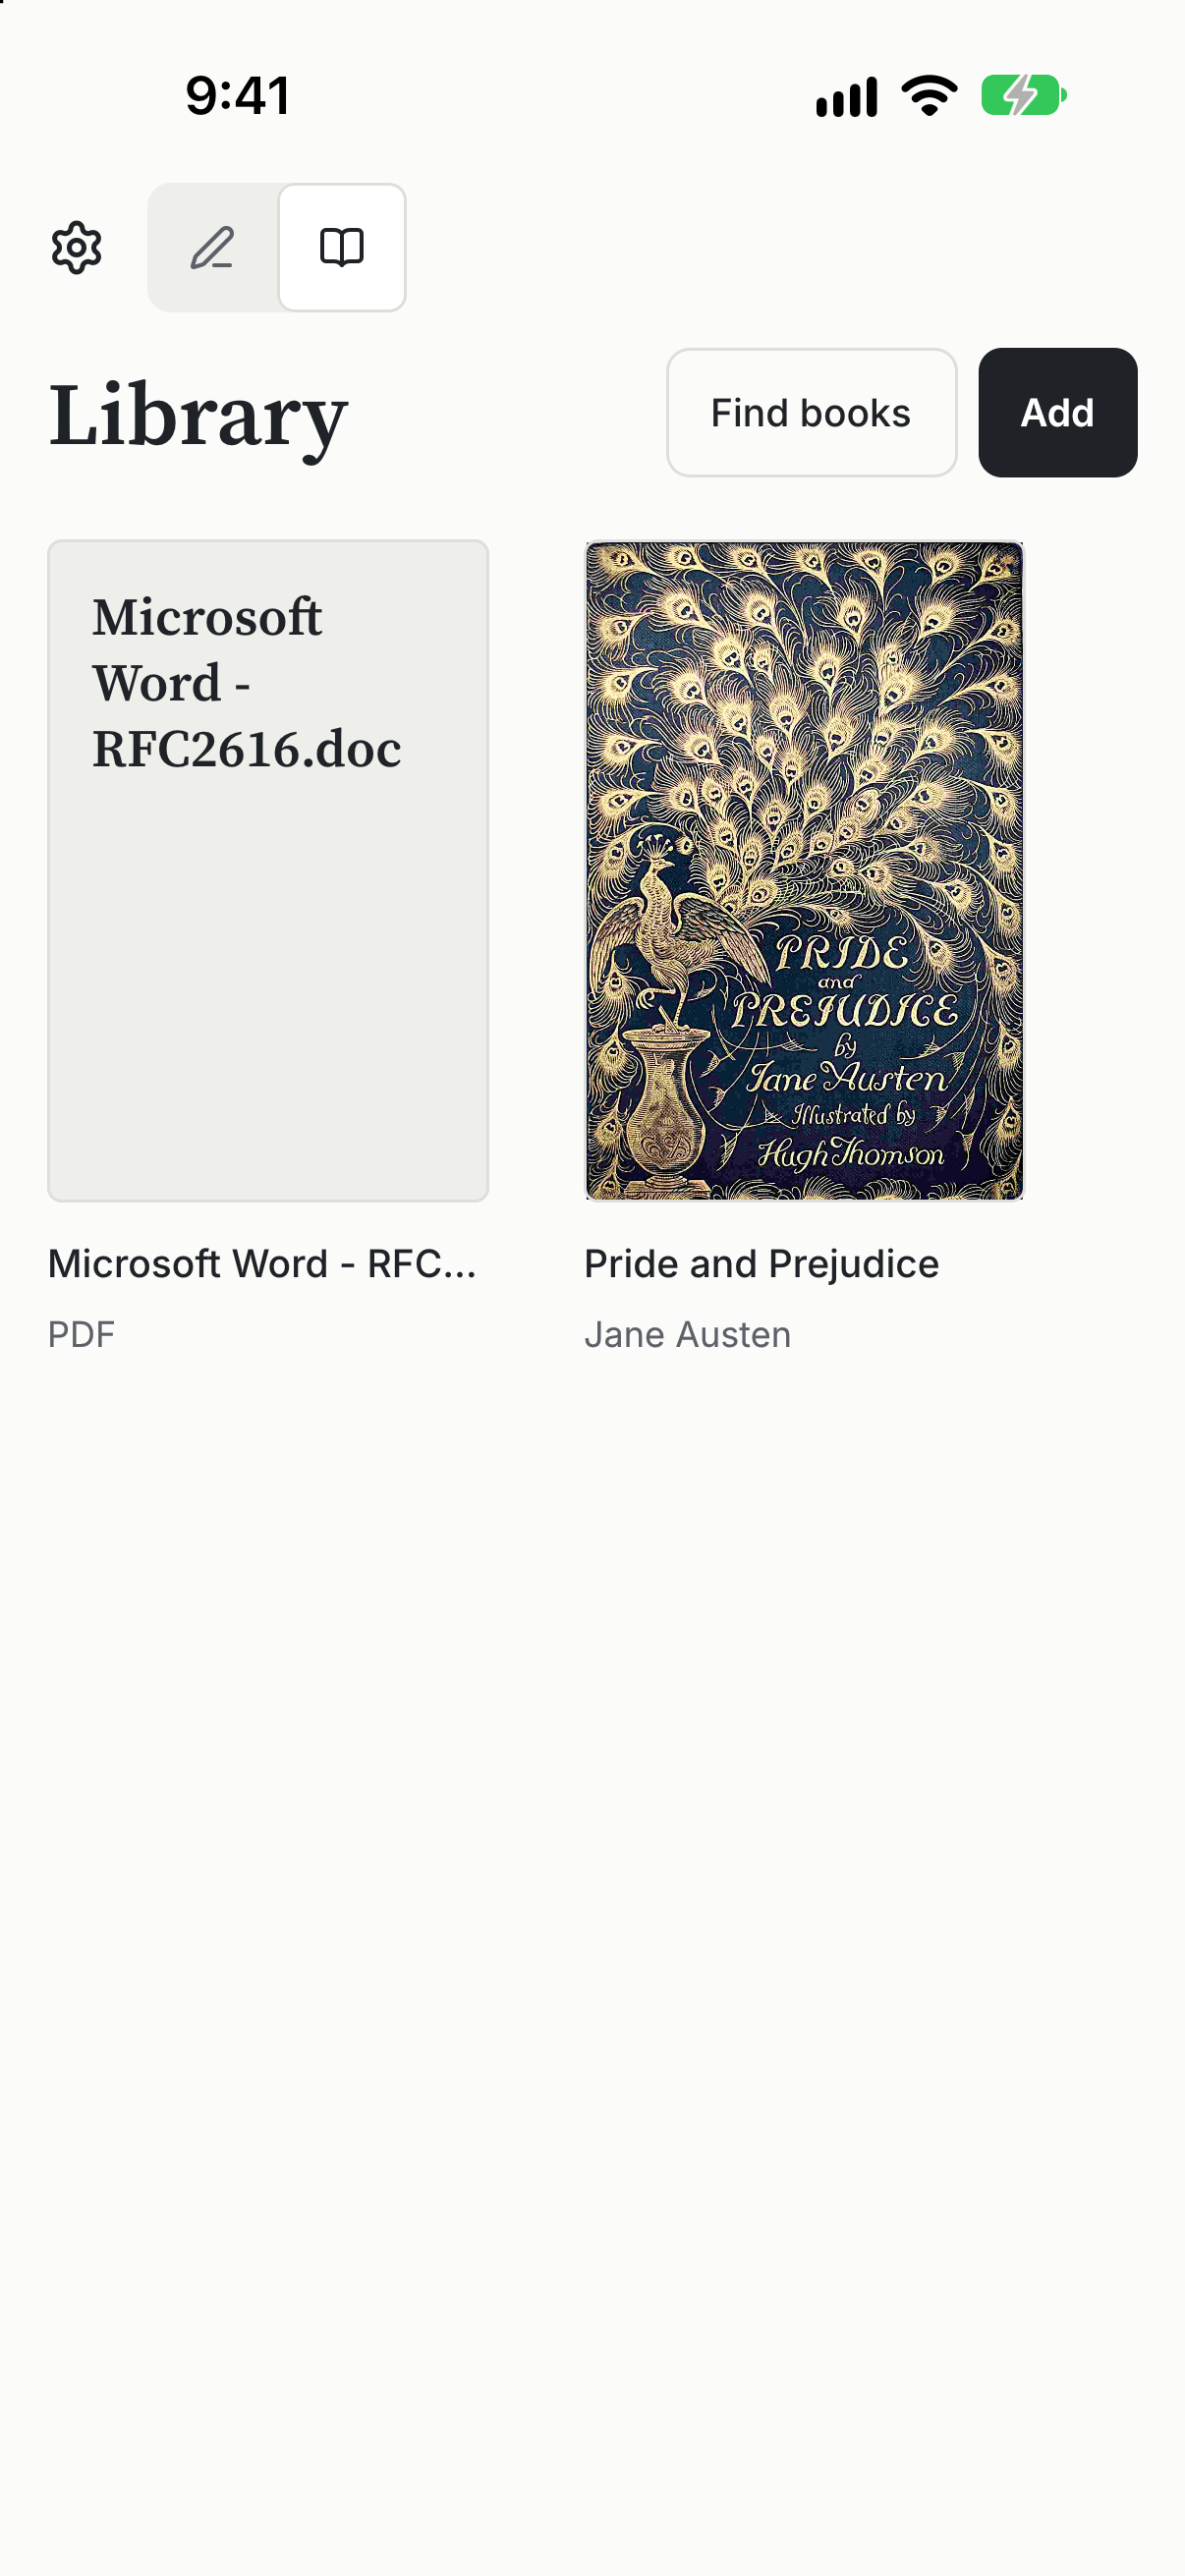 9:41
Library
Find books
Add
Microsoft
Word -
RFC2616.doc
PRIDE
and
PREJUDICE
by
Jane Austen
Illustrated by
Hugh Thomson
Microsoft Word - RFC...
PDF
Pride and Prejudice
Jane Austen